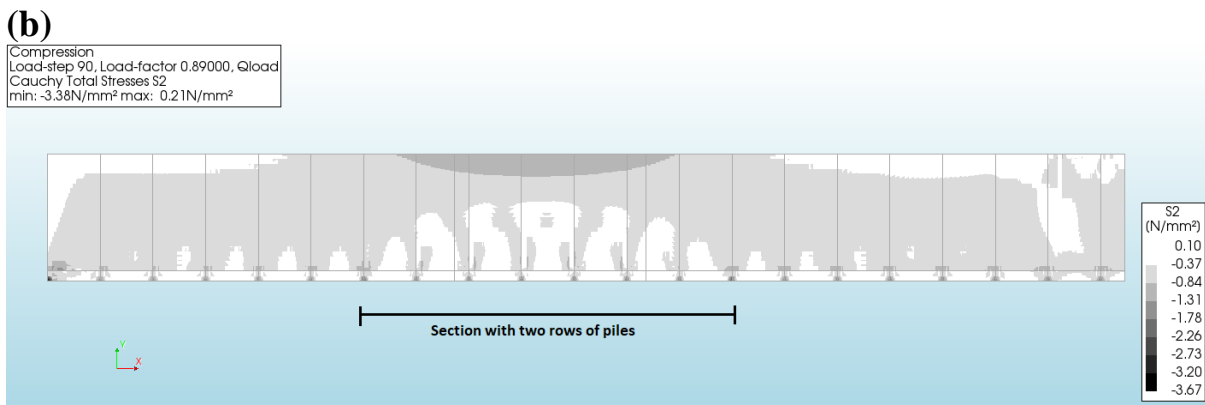 (b)
Compression
Load-step 90, Load-factor 0.89000, Qload
Cauchy Total Stresses S2
min: -3.38N/mm² max: 0.21N/mm²
S2
(N/mm²)
0.10
-0.37
-0.84
-1.31
-1.78
-2.26
-2.73
-3.20
-3.67
Section with two rows of piles
Y
X